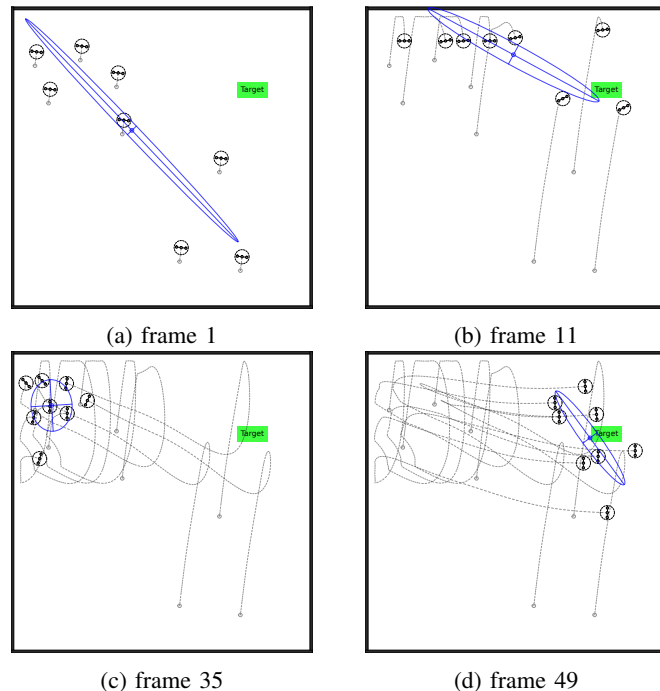 Target
Target
(a) frame 1
(b) frame 11
Target
Target
(c) frame 35
(d) frame 49